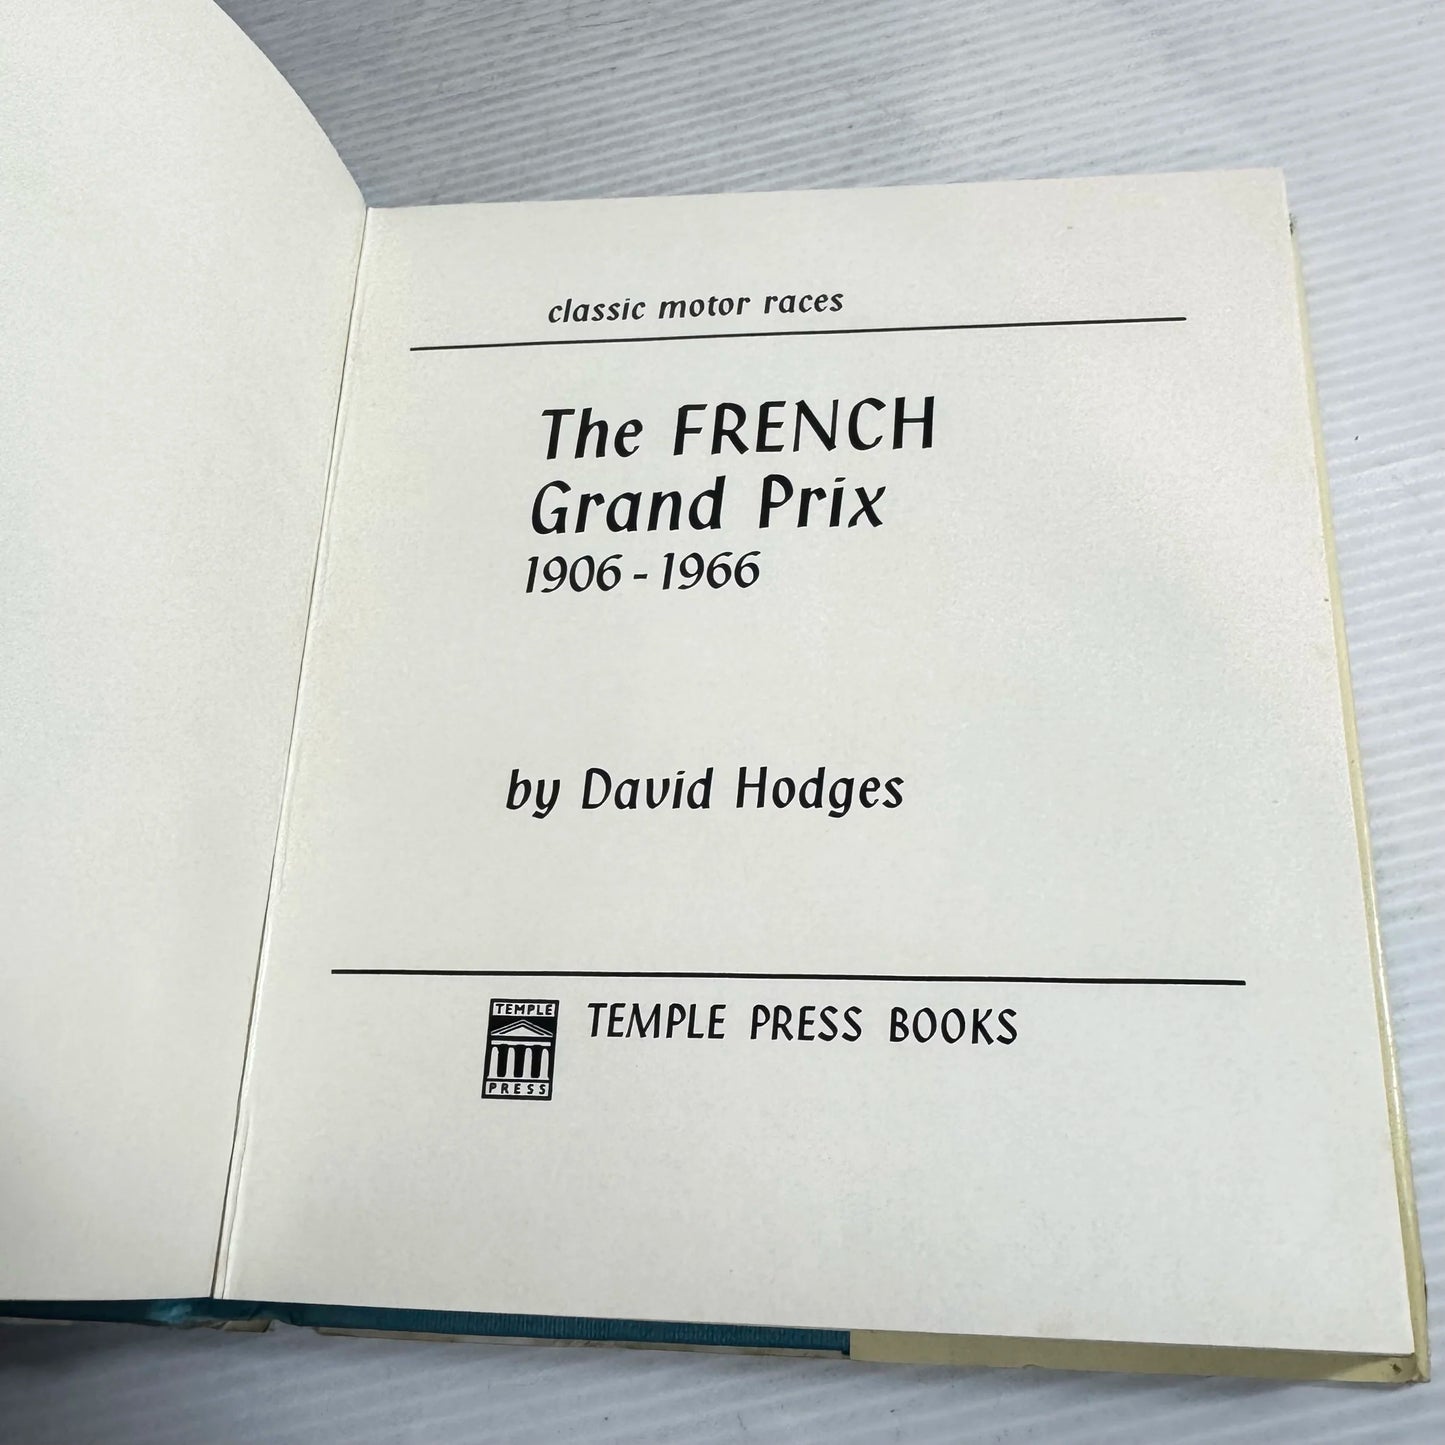 classic motor races
The FRENCH
Grand Prix
1906 - 1966
by David Hodges
TEMPLE
PRESS
TEMPLE PRESS BOOKS